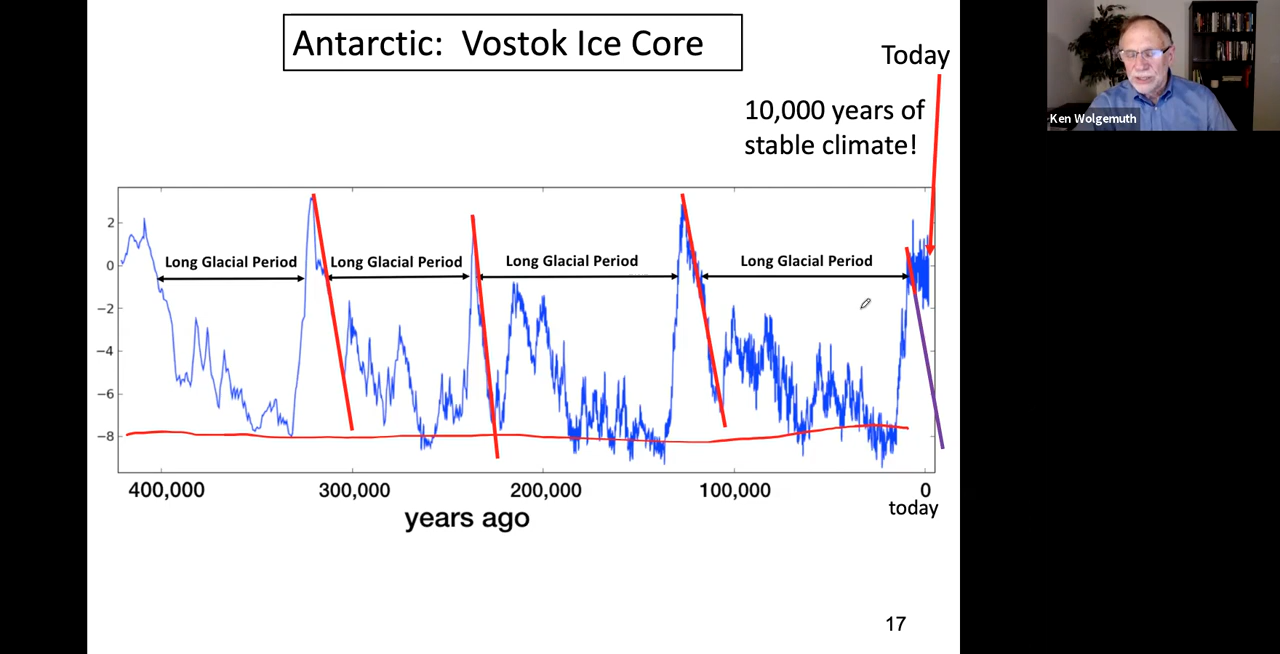 Antarctic: Vostok Ice Core
Today
10,000 years of
stable climate!
Ken Wolgemuth
2
0
−2
−4
−6
−8
Long Glacial Period
Long Glacial Period
Long Glacial Period
Long Glacial Period
400,000
300,000
200,000
100,000
0
today
years ago
17